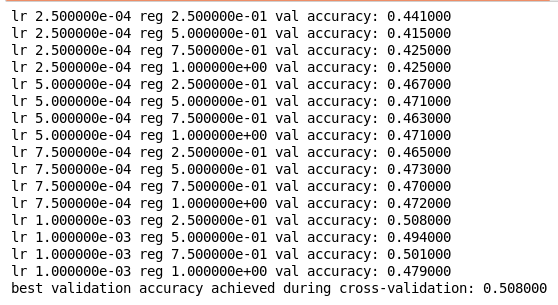 lr 2.500000e-04 reg 2.500000e-01 val accuracy: 0.441000
lr 2.500000e-04 reg 5.000000e-01 val accuracy: 0.415000
lr 2.500000e-04 reg 7.500000e-01 val accuracy: 0.425000
lr 2.500000e-04 reg 1.000000e+00 val accuracy: 0.425000
lr 5.000000e-04 reg 2.500000e-01 val accuracy: 0.467000
lr 5.000000e-04 reg 5.000000e-01 val accuracy: 0.471000
lr 5.000000e-04 reg 7.500000e-01 val accuracy: 0.463000
lr 5.000000e-04 reg 1.000000e+00 val accuracy: 0.471000
lr 7.500000e-04 reg 2.500000e-01 val accuracy: 0.465000
lr 7.500000e-04 reg 5.000000e-01 val accuracy: 0.473000
lr 7.500000e-04 reg 7.500000e-01 val accuracy: 0.470000
lr 7.500000e-04 reg 1.000000e+00 val accuracy: 0.472000
lr 1.000000e-03 reg 2.500000e-01 val accuracy: 0.508000
lr 1.000000e-03 reg 5.000000e-01 val accuracy: 0.494000
lr 1.000000e-03 reg 7.500000e-01 val accuracy: 0.501000
lr 1.000000e-03 reg 1.000000e+00 val accuracy: 0.479000
best validation accuracy achieved during cross-validation: 0.508000